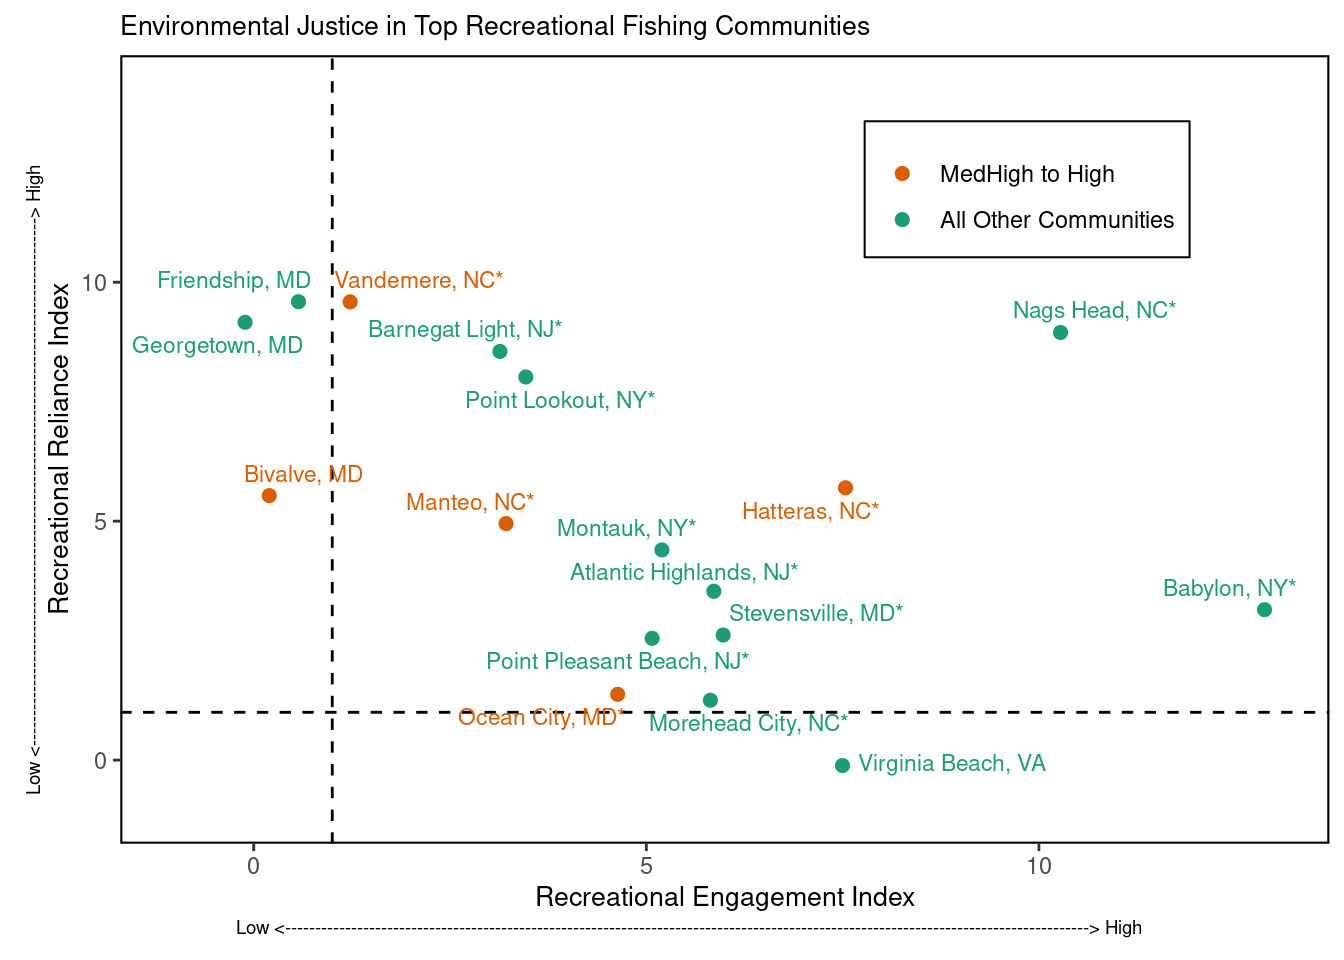 Environmental Justice in Top Recreational Fishing Communities
MedHigh to High
All Other Communities
Friendship, MD
Vandemere, NC*
Georgetown, MD
Barnegat Light, NJ*
Nags Head, NC*
Point Lookout, NY*
Bivalve, MD
Manteo, NC*
Hatteras, NC*
Montauk, NY*
Atlantic Highlands, NJ*
Babylon, NY*
Stevensville, MD*
Point Pleasant Beach, NJ*
Ocean City, MD*
Morehead City, NC*
Virginia Beach, VA
10
5
0
Recreational Reliance Index
Low <--------------------------------------------------------------------------------------> High
0
5
10
Recreational Engagement Index
Low <--------------------------------------------------------------------------------------------------------------------------------------> High